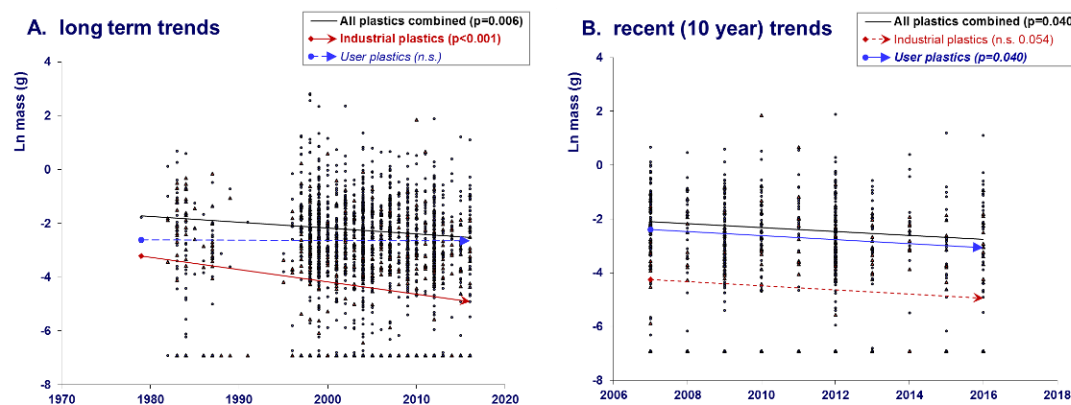 A. long term trends
All plastics combined (p=0.006)
Industrial plastics (p<0.001)
User plastics (n.s.)
Ln mass (g)
4
2
0
-2
-4
-6
-8
1970
1980
1990
2000
2010
2020
B. recent (10 year) trends
All plastics combined (p=0.040
Industrial plastics (n.s. 0.054)
User plastics (p=0.040)
Ln mass (g)
4
2
0
-2
-4
-6
-8
2006
2008
2010
2012
2014
2016
2018